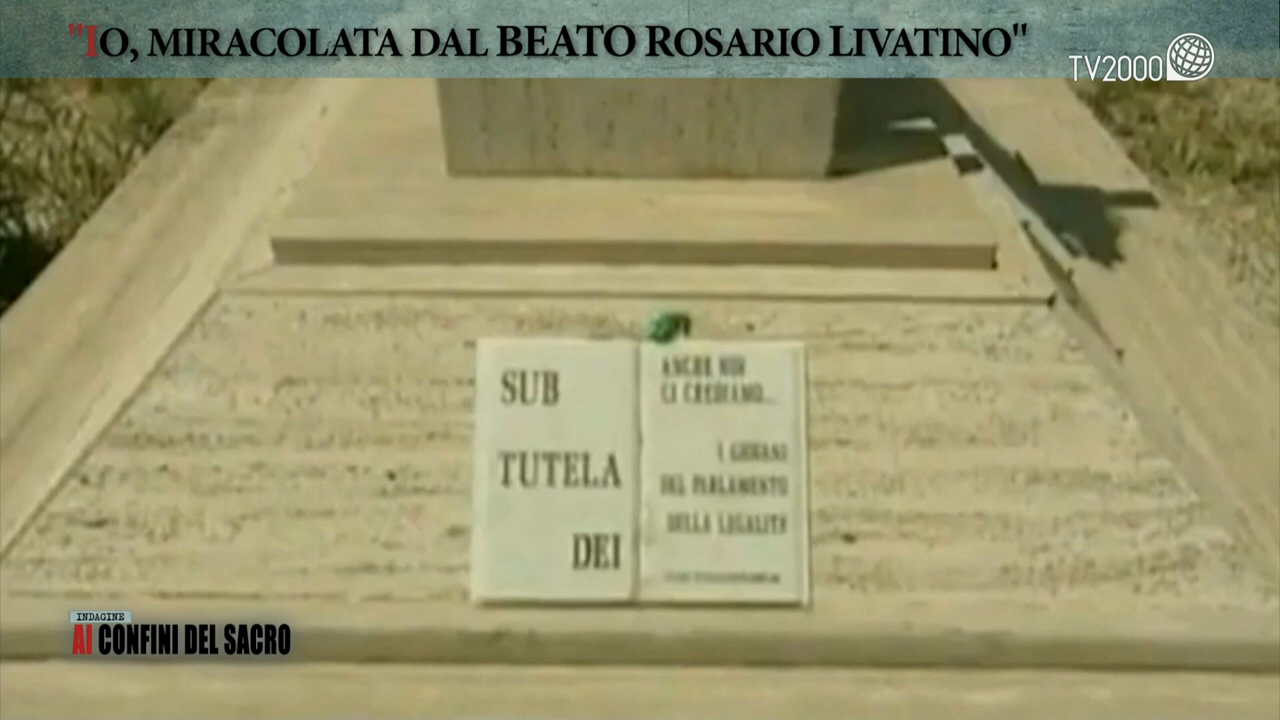 "IO, MIRACOLATA DAL BEATO ROSARIO LIVATINO"
TV2000
SUB
TUTELA
DEI
ANCHE NOI
CI CREDIAMO...
I GIOVANI
DEL PARLAMENTO
DELLA LEGALITA'
INDAGINE
AI CONFINI DEL SACRO